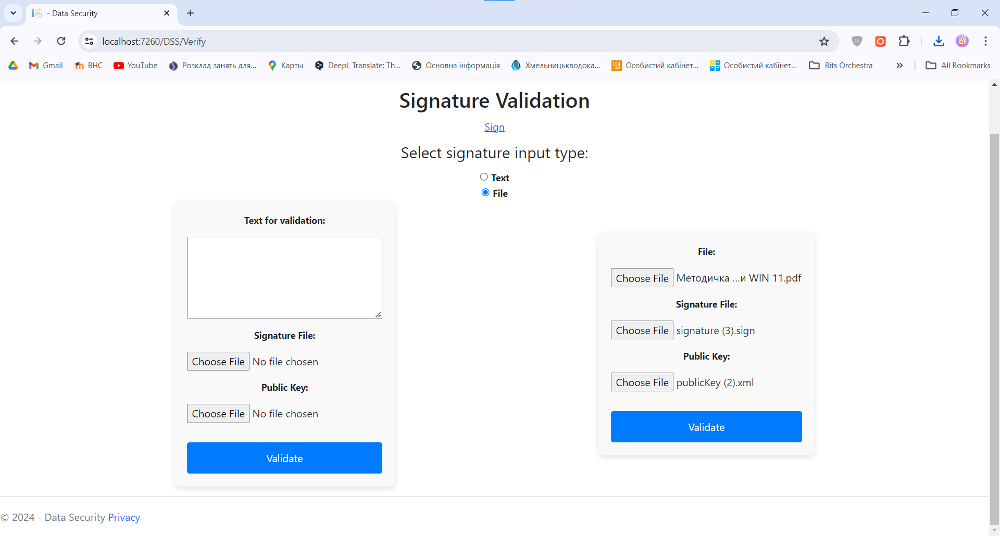 - Data Security
localhost:7260/DSS/Verify
Gmail
ВНС
YouTube
Розклад занять для...
Карты
DeepL Translate: Th...
Основна інформація
Хмельницькводока...
104.ua
Особистий кабінет...
Особистий кабінет...
Bits Orchestra
All Bookmarks
Signature Validation
Sign
Select signature input type:
Text
File
Text for validation:
Signature File:
Choose File No file chosen
Public Key:
Choose File No file chosen
Validate
File:
Choose File Методичка ...и WIN 11.pdf
Signature File:
Choose File signature (3).sign
Public Key:
Choose File publicKey (2).xml
Validate
© 2024 - Data Security Privacy